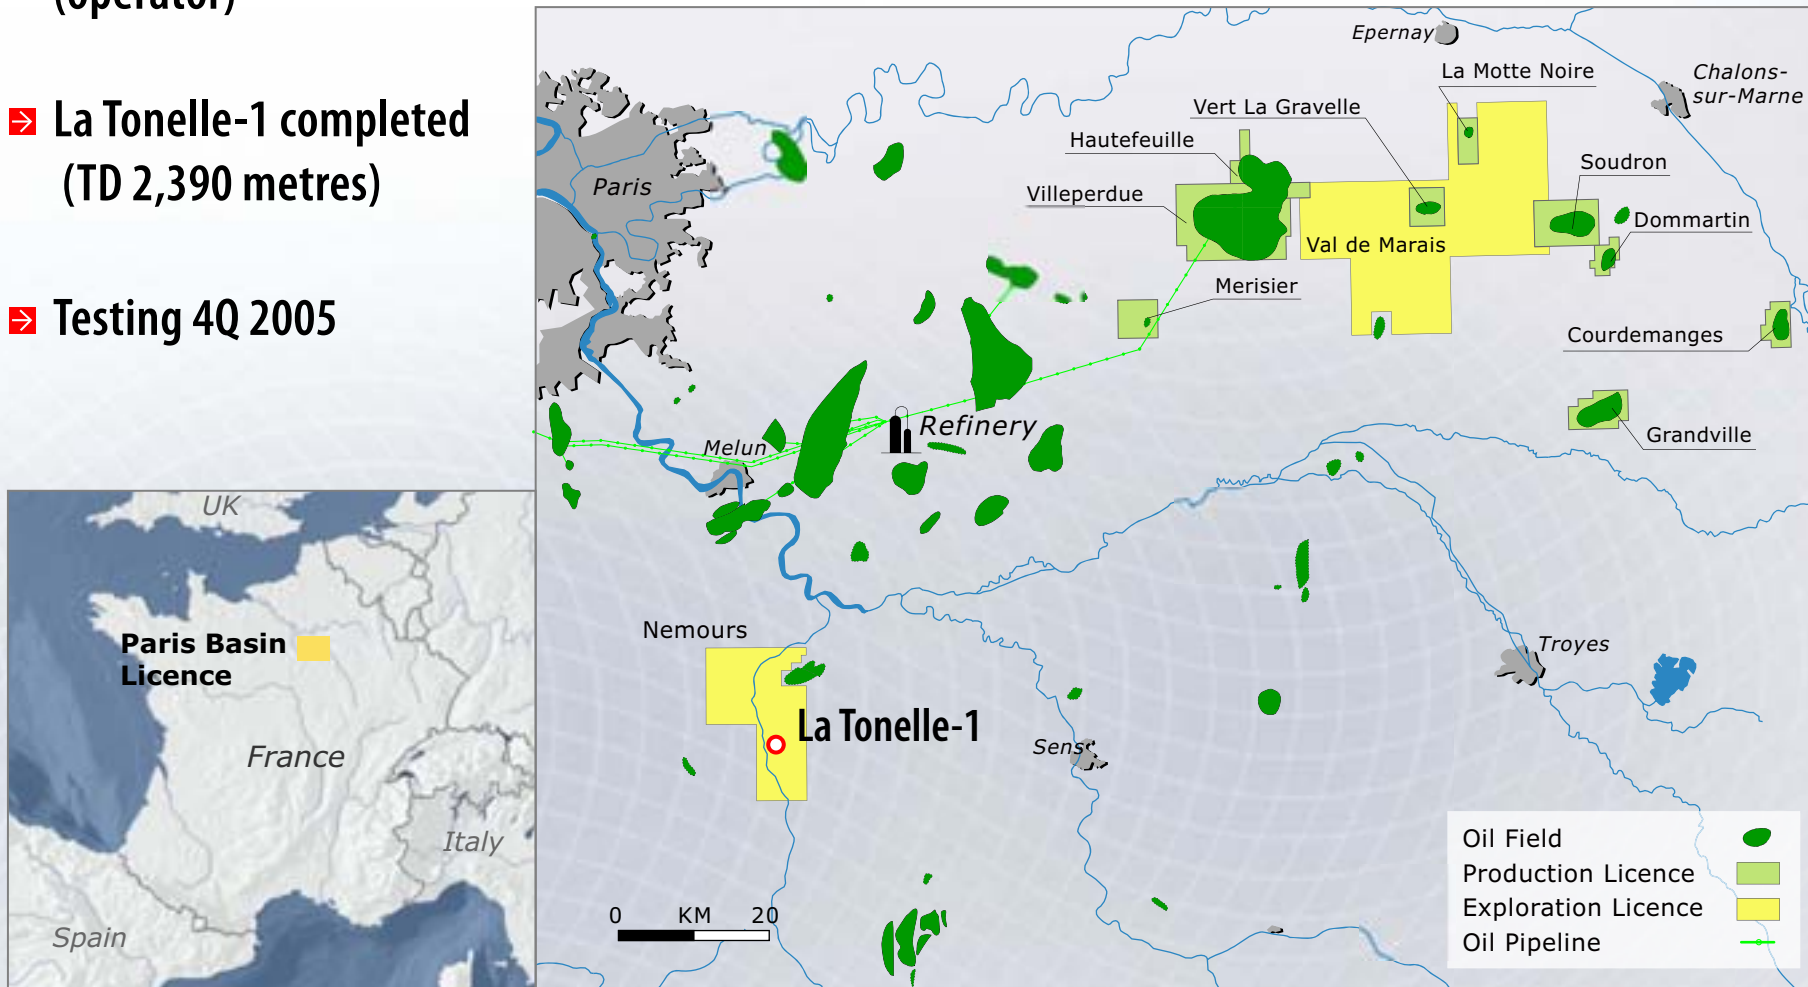 (operator)
La Tonelle-1 completed
(TD 2,390 metres)
Testing 4Q 2005
Epernay
La Motte Noire
Chalons-
sur-Marne
Vert La Gravelle
Hautefeuille
Soudron
Paris
Villeperdue
Dommartin
Val de Marais
Merisier
Courdemanges
Refinery
Melun
Grandville
Nemours
La Tonelle-1
Troyes
Sens
0 KM 20
Oil Field
Production Licence
Exploration Licence
Oil Pipeline
UK
Paris Basin
Licence
France
Italy
Spain